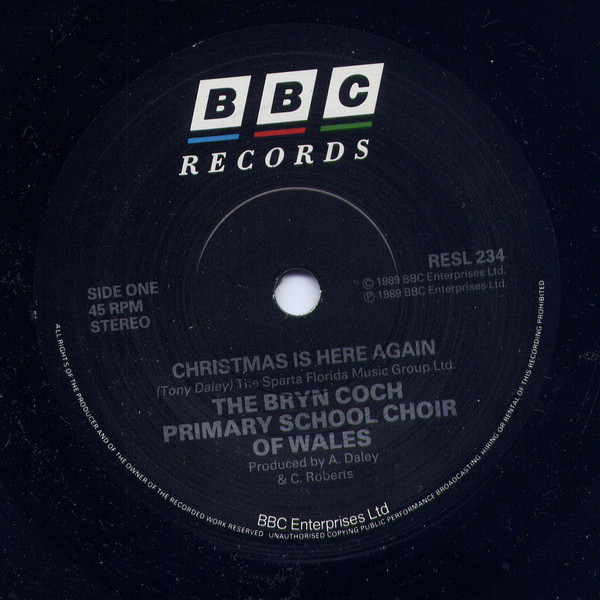 BBC
RECORDS
SIDE ONE
45 RPM
STEREO
RESL 234
© 1989 BBC Enterprises Ltd.
Ⓟ 1989 BBC Enterprises Ltd.
CHRISTMAS IS HERE AGAIN
(Tony Daley) The Sparta Florida Music Group Ltd.
THE BRYN COCH
PRIMARY SCHOOL CHOIR
OF WALES
Produced by A. Daley
& C. Roberts
BBC Enterprises Ltd
ALL RIGHTS OF THE PRODUCER AND OF THE OWNER OF THE RECORDED WORK RESERVED UNAUTHORISED COPYING PUBLIC PERFORMANCE BROADCASTING, HIRING OR RENTAL OF THIS RECORDING PROHIBITED